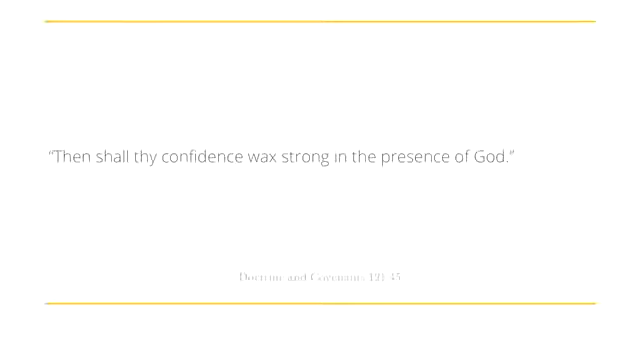 “Then shall thy confidence wax strong in the presence of God.”
Doctrine and Covenants 121:45